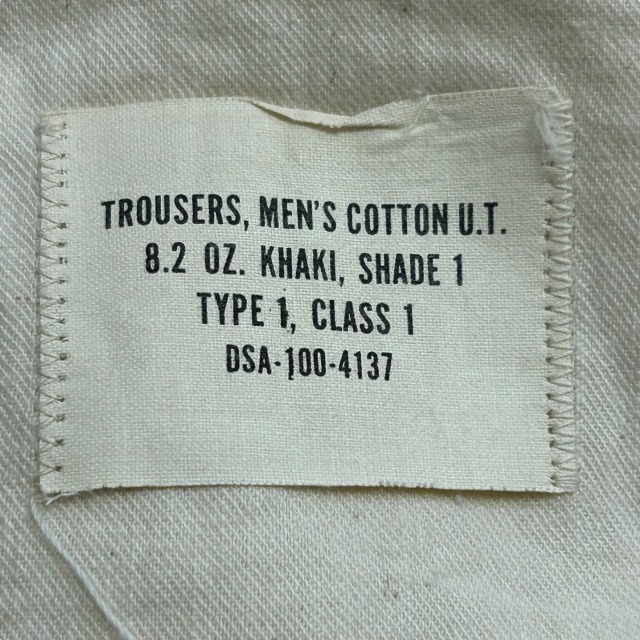 TROUSERS, MEN'S COTTON U.T.
8.2 OZ. KHAKI, SHADE 1
TYPE 1, CLASS 1
DSA-100-4137